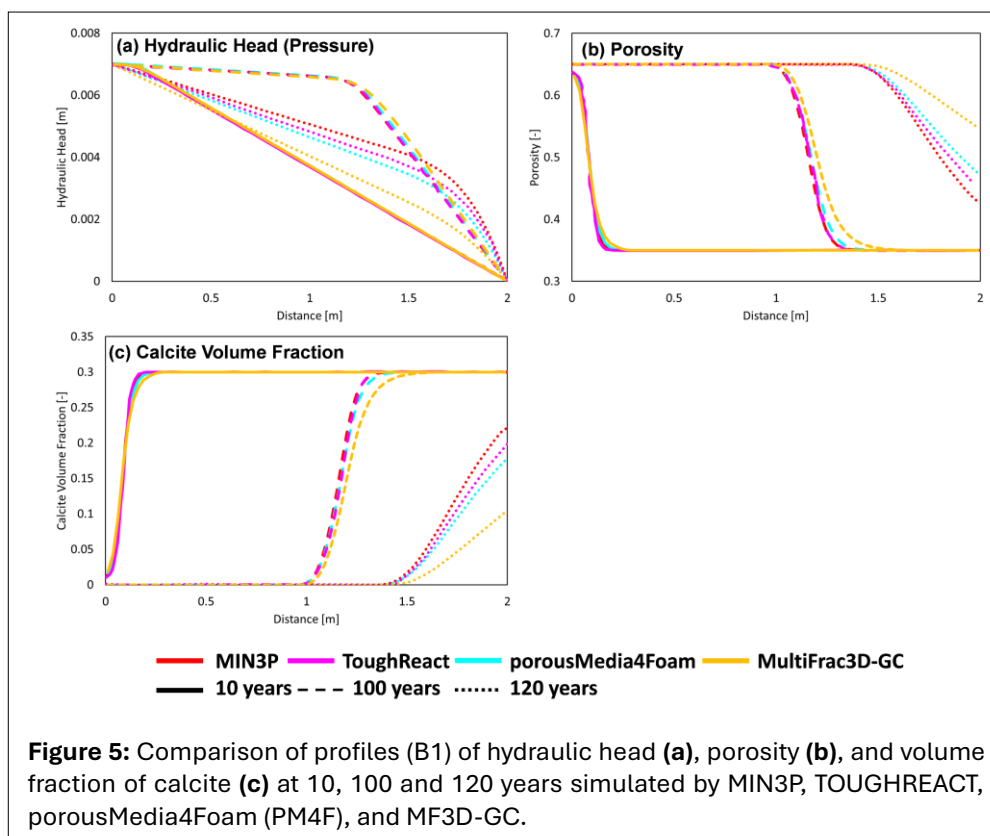 (a) Hydraulic Head (Pressure)
Hydraulic Head [m]
0.008
0.006
0.004
0.002
0
0
0.5
1
1.5
2
Distance [m]
(b) Porosity
Porosity [-]
0.7
0.6
0.5
0.4
0.3
0
0.5
1
1.5
2
Distance [m]
(c) Calcite Volume Fraction
Calcite Volume Fraction [-]
0.35
0.3
0.25
0.2
0.15
0.1
0.05
0
0
0.5
1
1.5
2
Distance [m]
MIN3P ToughReact porousMedia4Foam MultiFrac3D-GC
10 years 100 years 120 years
Figure 5: Comparison of profiles (B1) of hydraulic head (a), porosity (b), and volume
fraction of calcite (c) at 10, 100 and 120 years simulated by MIN3P, TOUGHREACT,
porousMedia4Foam (PM4F), and MF3D-GC.